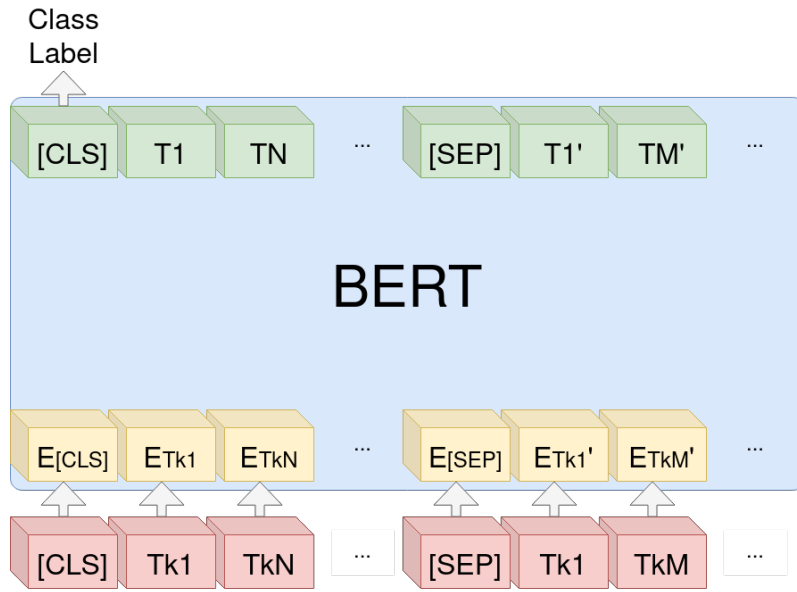 Class
Label
[CLS] T1 TN ... [SEP] T1' TM' ...
BERT
E[CLS] ETk1 ETkN ... E[SEP] ETk1' ETkM' ...
[CLS] Tk1 TkN ... [SEP] Tk1 TkM ...